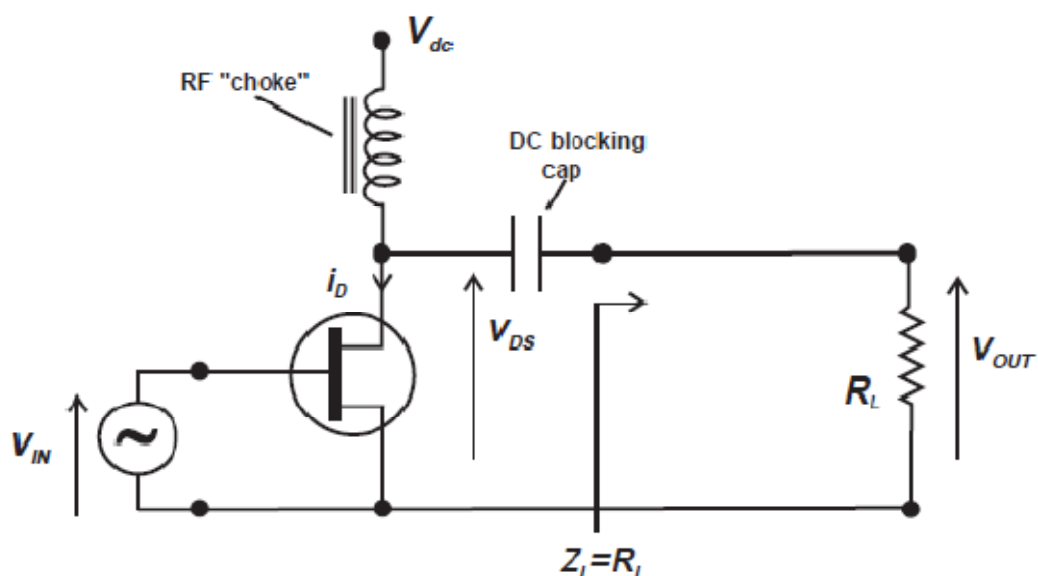 V_dc
RF "choke"
DC blocking
cap
i_D
V_DS
V_IN
R_L
V_OUT
Z_L=R_L